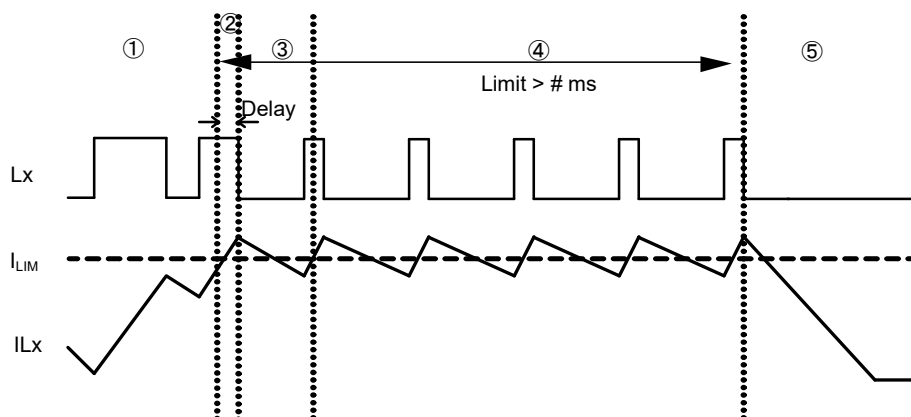 ①
②
③
④
⑤
Limit > # ms
Delay
Lx
ILIM
ILx